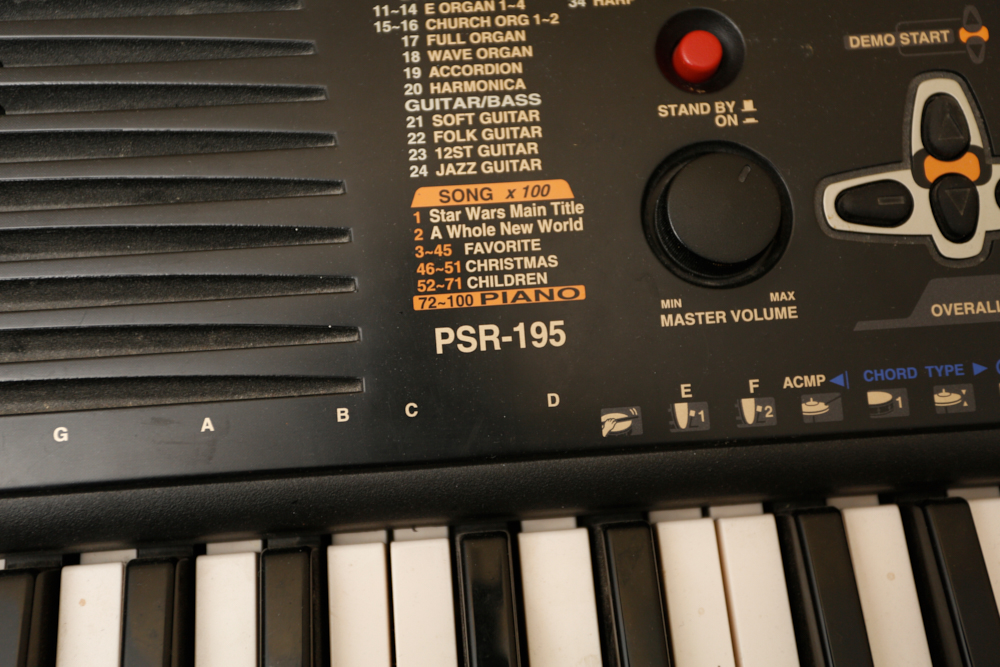 11~14 E ORGAN 1~4
15~16 CHURCH ORG 1~2
17 FULL ORGAN
18 WAVE ORGAN
19 ACCORDION
20 HARMONICA
GUITAR/BASS
21 SOFT GUITAR
22 FOLK GUITAR
23 12ST GUITAR
24 JAZZ GUITAR
SONG x 100
1 Star Wars Main Title
2 A Whole New World
3~45 FAVORITE
46~51 CHRISTMAS
52~71 CHILDREN
72~100 PIANO
PSR-195
34 HARP
STAND BY
ON
MIN MAX
MASTER VOLUME
DEMO START
OVERALL
ACMP CHORD TYPE
G A B C D E F
1 2 1